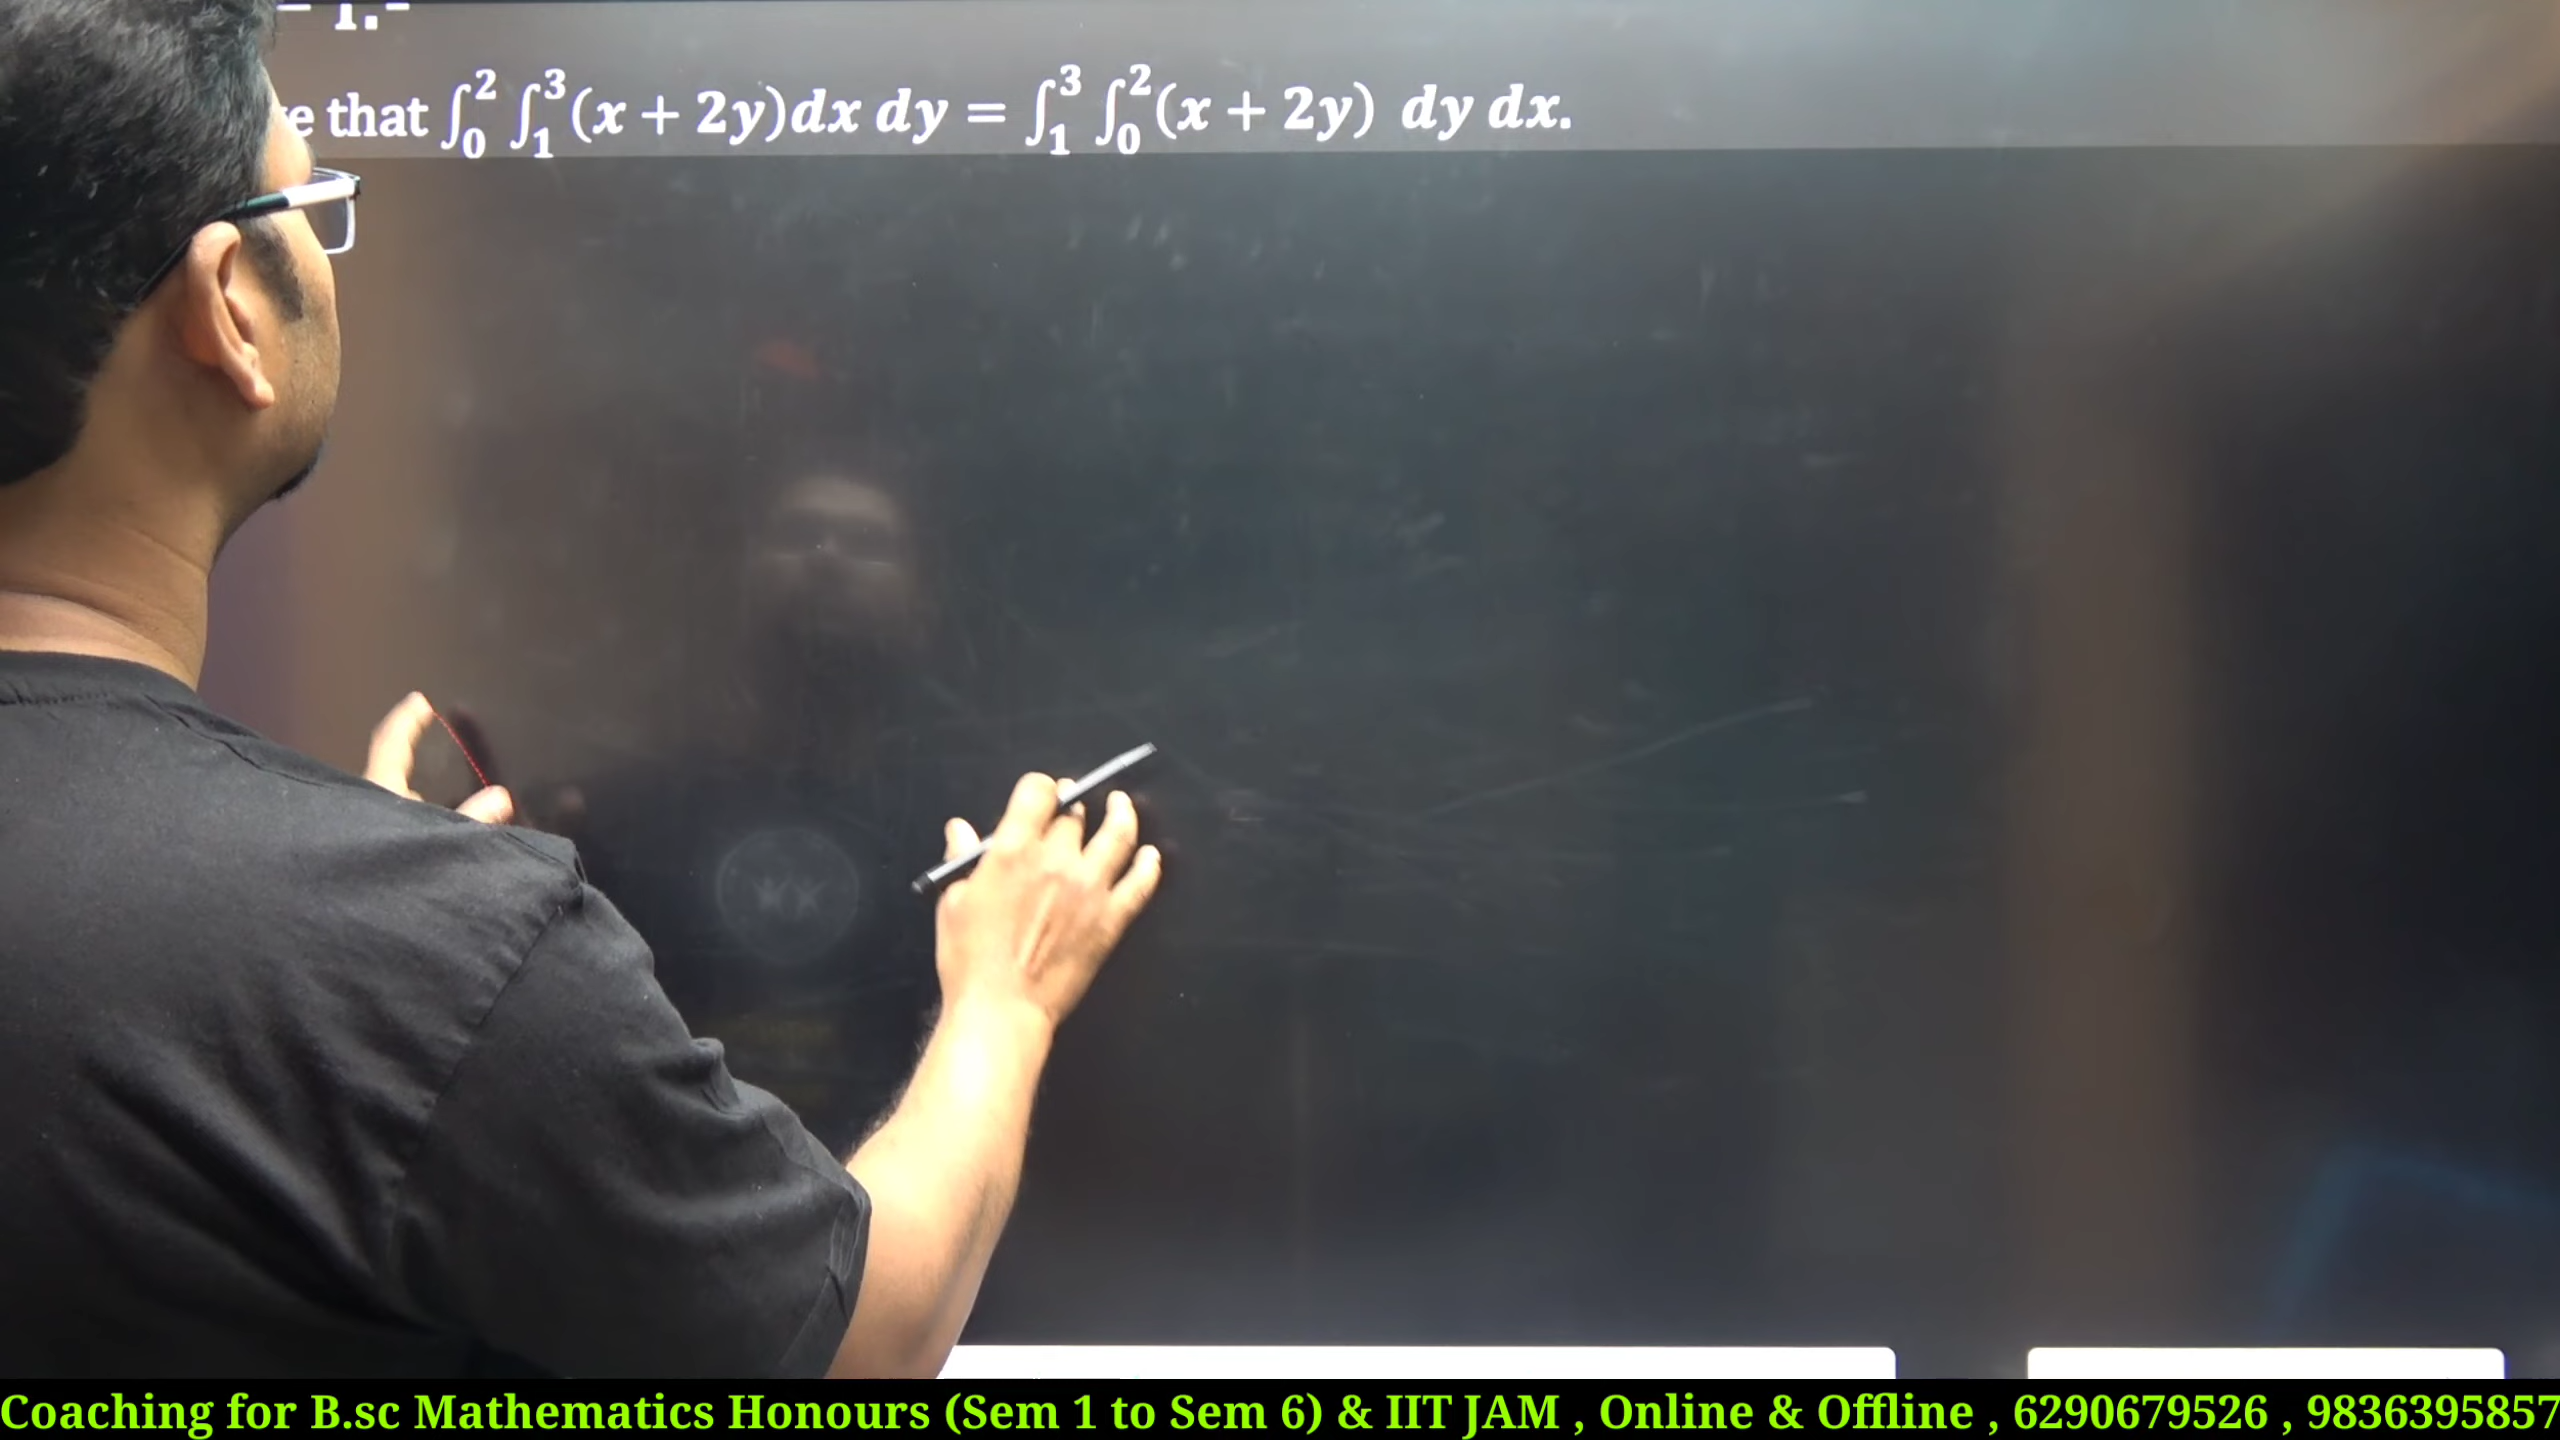 e that ∫₀² ∫₁³(x + 2y)dx dy = ∫₁³ ∫₀²(x + 2y) dy dx.
Coaching for B.sc Mathematics Honours (Sem 1 to Sem 6) & IIT JAM , Online & Offline , 6290679526 , 9836395857